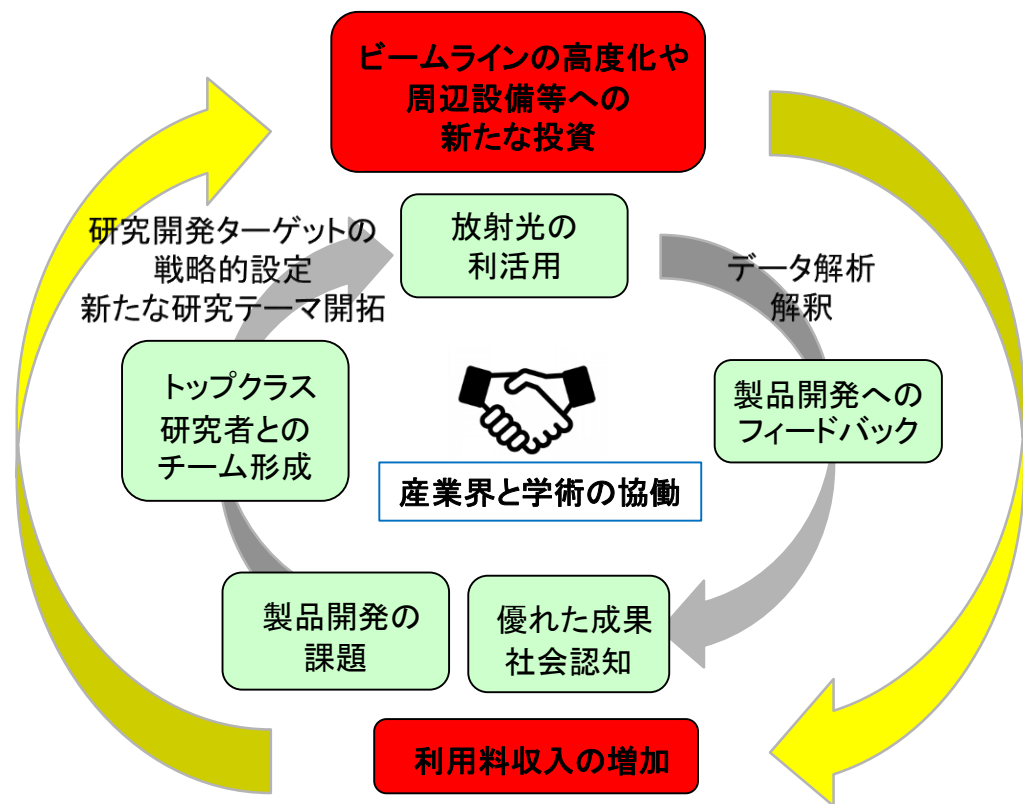 ビームラインの高度化や
周辺設備等への
新たな投資
放射光の
利活用
研究開発ターゲットの
戦略的設定
新たな研究テーマ開拓
データ解析
解釈
トップクラス
研究者との
チーム形成
製品開発への
フィードバック
産業界と学術の協働
製品開発の
課題
優れた成果
社会認知
利用料収入の増加